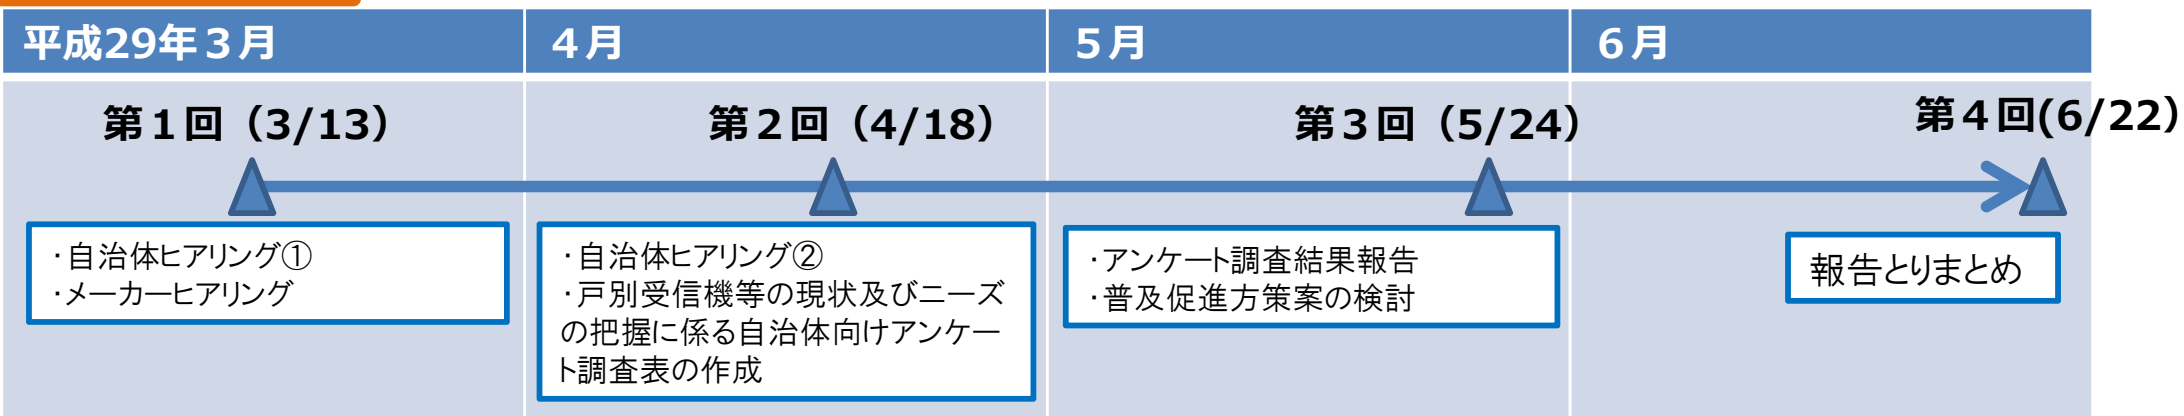 平成29年３月
４月
５月
６月
第１回（3/13）
第２回（4/18）
第３回（5/24）
第４回(6/22)
・自治体ヒアリング①
・メーカーヒアリング
・自治体ヒアリング②
・戸別受信機等の現状及びニーズ
の把握に係る自治体向けアンケー
ト調査表の作成
・アンケート調査結果報告
・普及促進方策案の検討
報告とりまとめ